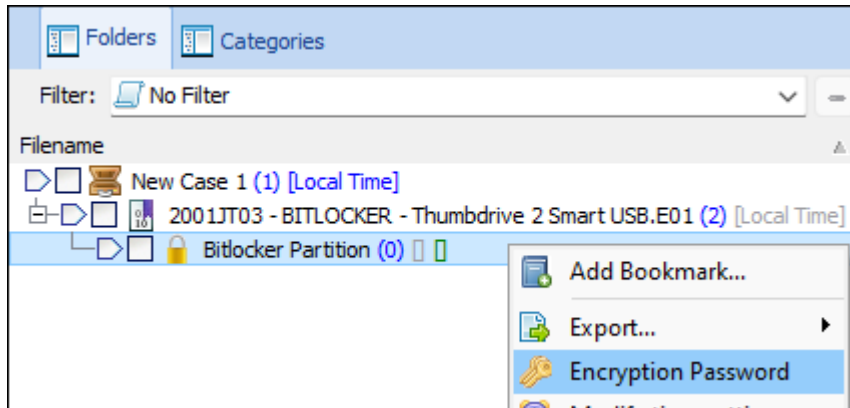 Folders Categories
Filter: No Filter
Filename
New Case 1 (1) [Local Time]
2001JT03 - BITLOCKER - Thumbdrive 2 Smart USB.E01 (2) [Local Time]
Bitlocker Partition (0)
Add Bookmark...
Export...
Encryption Password